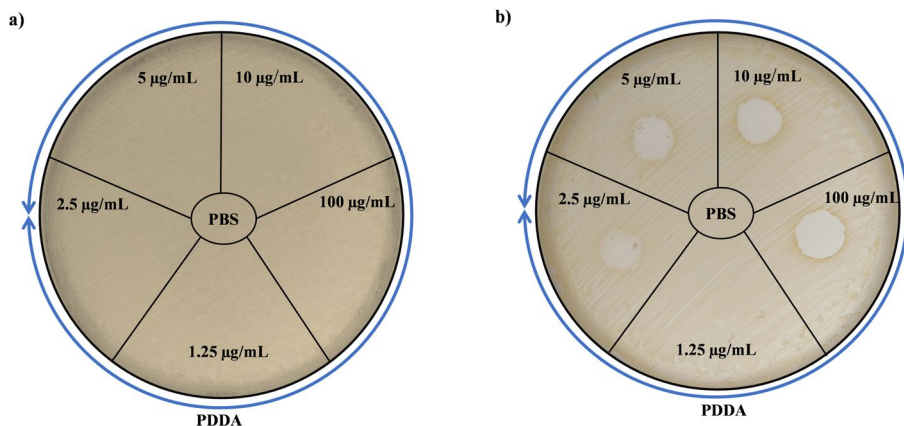 a)
5 µg/mL
10 µg/mL
2.5 µg/mL
PBS
100 µg/mL
1.25 µg/mL
PDDA
b)
5 µg/mL
10 µg/mL
2.5 µg/mL
PBS
100 µg/mL
1.25 µg/mL
PDDA